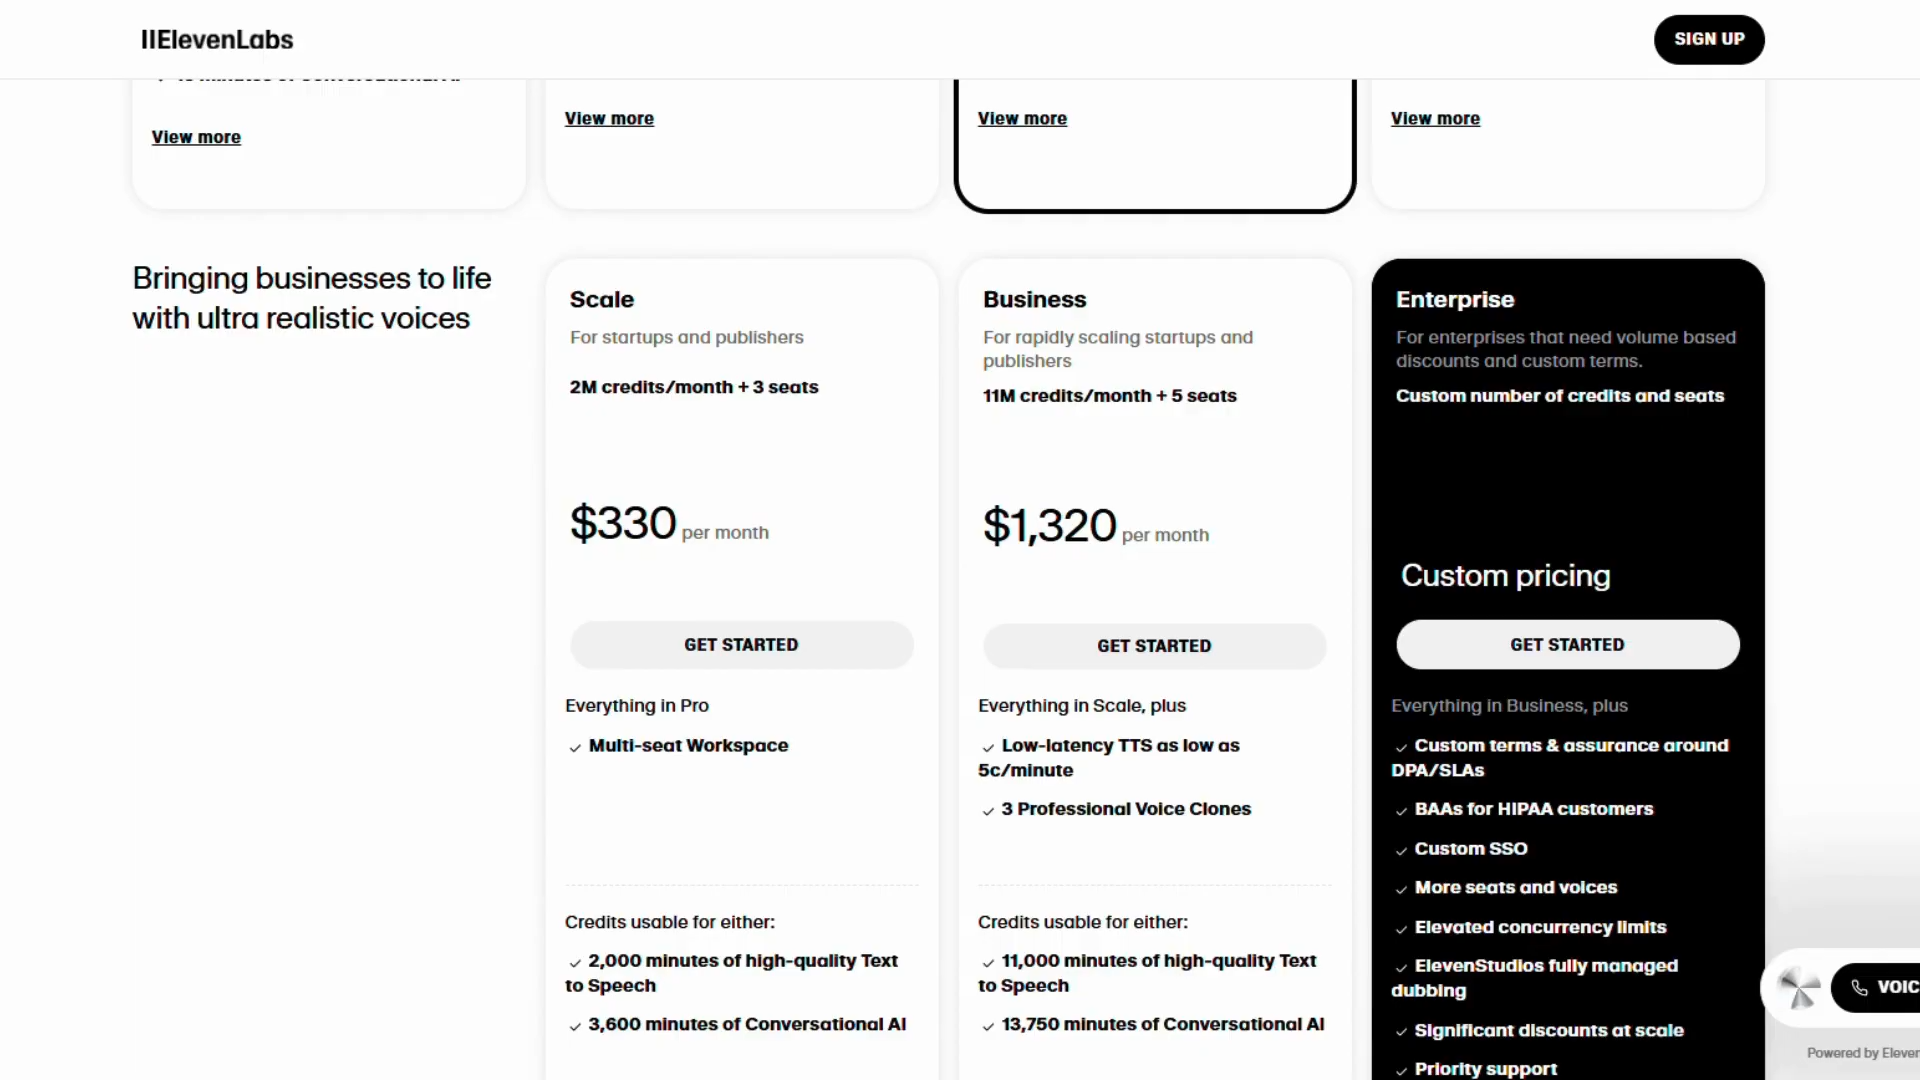 IIElevenLabs
SIGN UP
View more
View more
View more
View more
Bringing businesses to life
with ultra realistic voices
Scale
For startups and publishers
2M credits/month + 3 seats
$330 per month
GET STARTED
Everything in Pro
Multi-seat Workspace
Credits usable for either:
2,000 minutes of high-quality Text
to Speech
3,600 minutes of Conversational AI
Business
For rapidly scaling startups and
publishers
11M credits/month + 5 seats
$1,320 per month
GET STARTED
Everything in Scale, plus
Low-latency TTS as low as
5c/minute
3 Professional Voice Clones
Credits usable for either:
11,000 minutes of high-quality Text
to Speech
13,750 minutes of Conversational AI
Enterprise
For enterprises that need volume based
discounts and custom terms.
Custom number of credits and seats
Custom pricing
GET STARTED
Everything in Business, plus
Custom terms & assurance around
DPA/SLAs
BAAs for HIPAA customers
Custom SSO
More seats and voices
Elevated concurrency limits
ElevenStudios fully managed
dubbing
Significant discounts at scale
Priority support
VOIC
Powered by Eleven